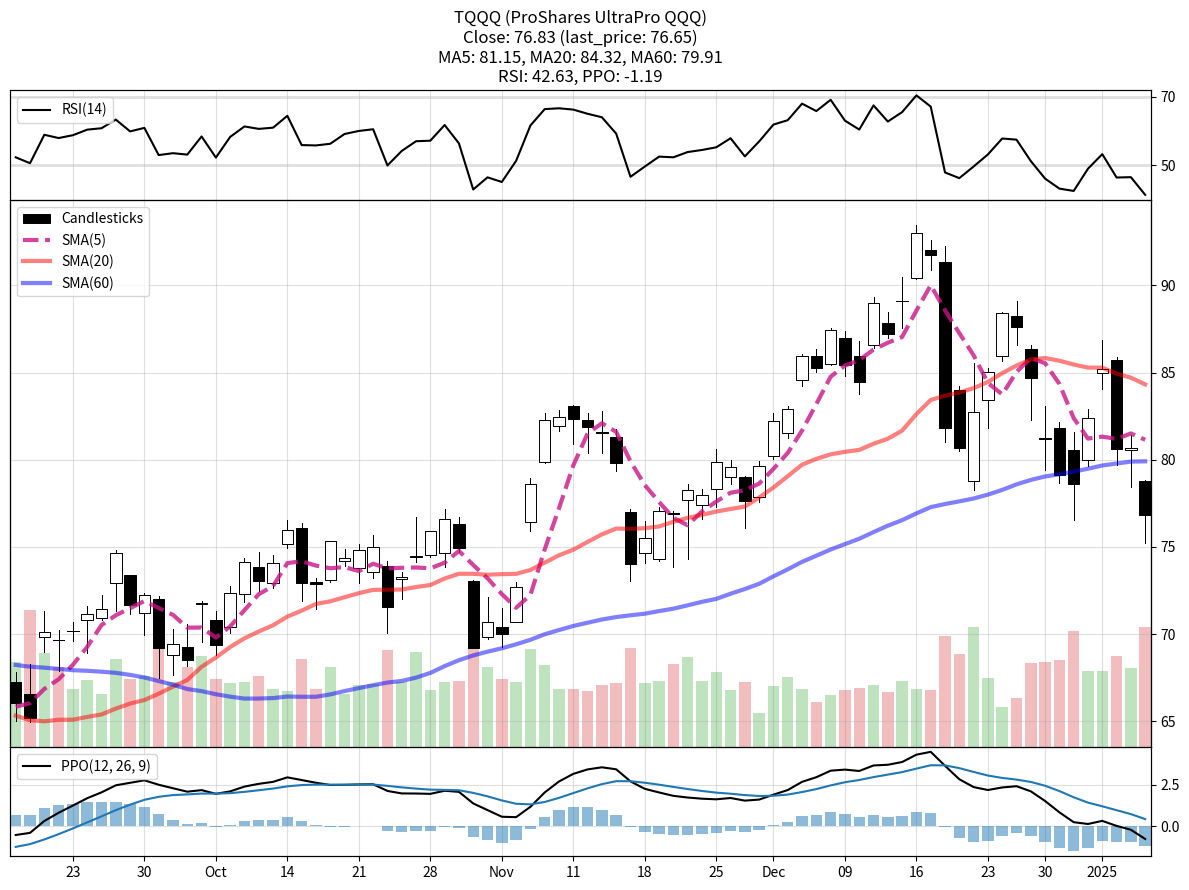 TQQQ (ProShares UltraPro QQQ)
Close: 76.83 (last_price: 76.65)
MA5: 81.15, MA20: 84.32, MA60: 79.91
RSI: 42.63, PPO: -1.19
RSI(14)
70
50
Candlesticks
SMA(5)
SMA(20)
SMA(60)
90
85
80
75
70
65
PPO(12, 26, 9)
2.5
0.0
23 30 Oct 14 21 28 Nov 11 18 25 Dec 09 16 23 30 2025